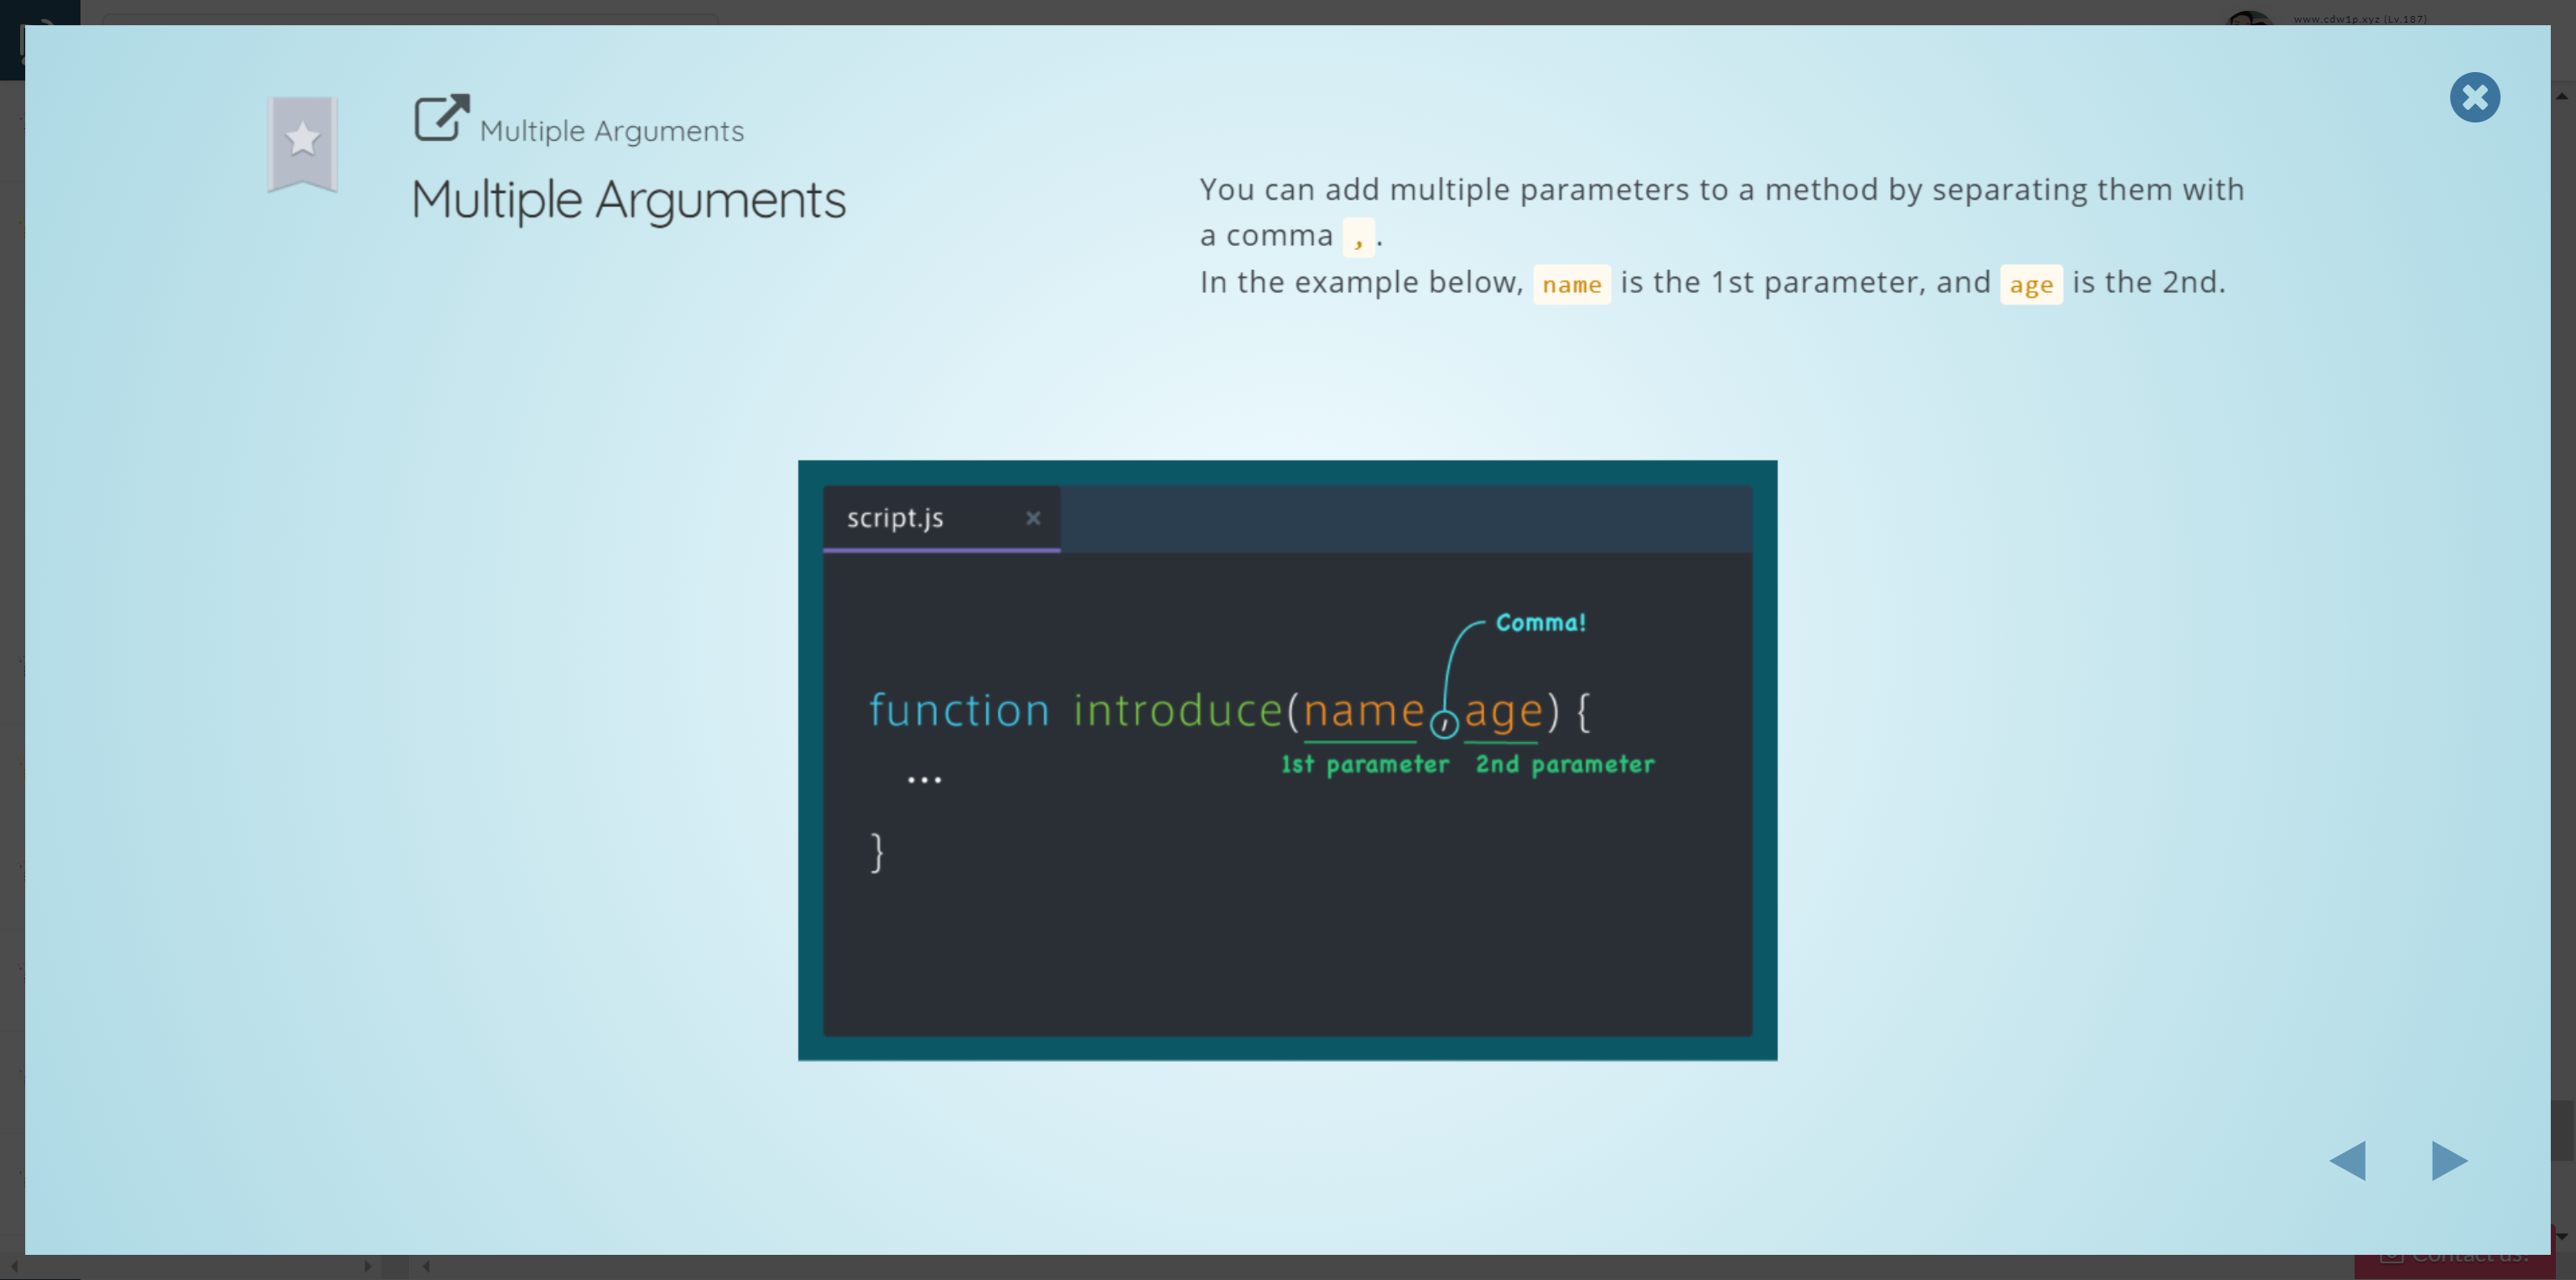 www.cdw1p.xyz (Lv.187)
Multiple Arguments
Multiple Arguments
You can add multiple parameters to a method by separating them with
a comma , .
In the example below, name is the 1st parameter, and age is the 2nd.
script.js
Comma!
function introduce(name, age) {
1st parameter 2nd parameter
...
}
Contact us!